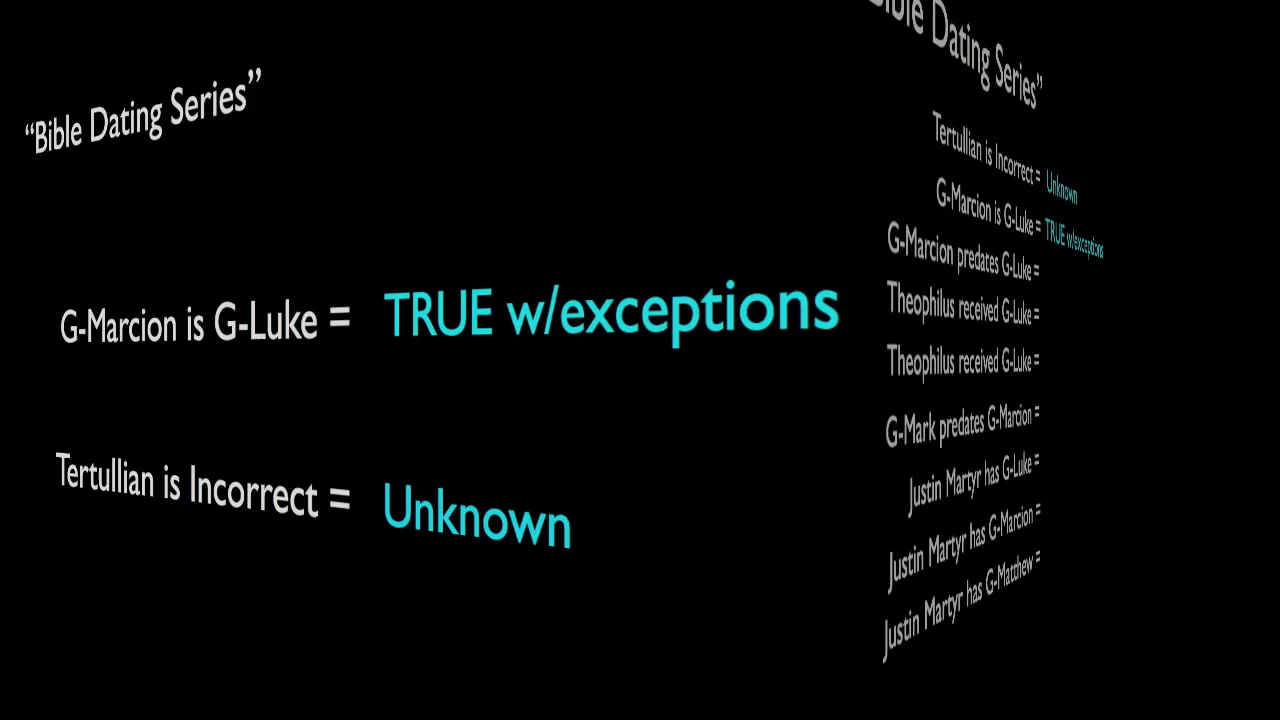 “Bible Dating Series”
G-Marcion is G-Luke = TRUE w/exceptions
Tertullian is Incorrect = Unknown
Bible Dating Series”
Tertullian is Incorrect = Unknown
G-Marcion is G-Luke = TRUE w/exceptions
G-Marcion predates G-Luke =
Theophilus received G-Luke =
Theophilus received G-Luke =
G-Mark predates G-Marcion =
Justin Martyr has G-Luke =
Justin Martyr has G-Marcion =
Justin Martyr has G-Matthew =